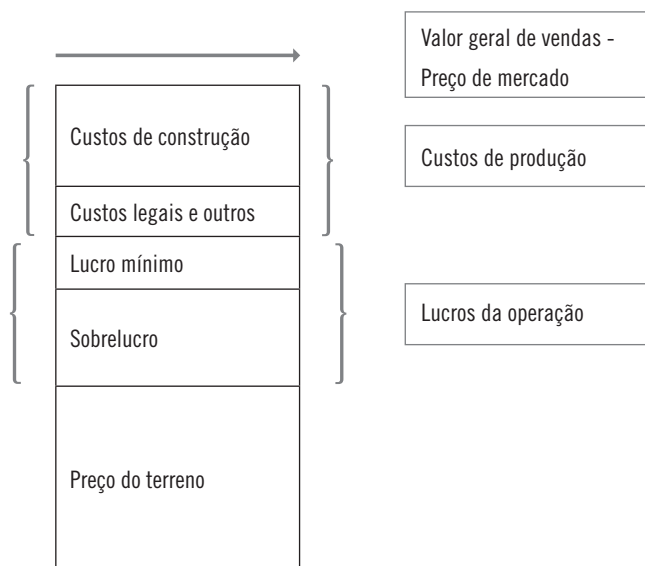 Valor geral de vendas -
Preço de mercado
Custos de construção
Custos de produção
Custos legais e outros
Lucro mínimo
Lucros da operação
Sobrelucro
Preço do terreno